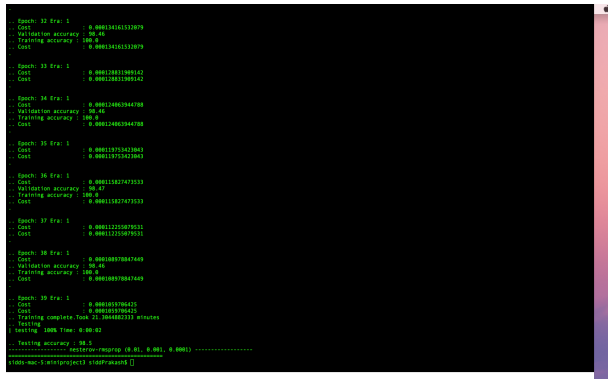 .. Epoch: 32 Era: 1
.. Cost : 0.000134161532079
.. Validation accuracy : 98.46
.. Training accuracy : 100.0
.. Cost : 0.000134161532079
.
.. Epoch: 33 Era: 1
.. Cost : 0.000128831909142
.. Cost : 0.000128831909142
.
.. Epoch: 34 Era: 1
.. Cost : 0.000124063944788
.. Validation accuracy : 98.46
.. Training accuracy : 100.0
.. Cost : 0.000124063944788
.
.. Epoch: 35 Era: 1
.. Cost : 0.000119753423043
.. Cost : 0.000119753423043
.
.. Epoch: 36 Era: 1
.. Cost : 0.000115827473533
.. Validation accuracy : 98.47
.. Training accuracy : 100.0
.. Cost : 0.000115827473533
.
.. Epoch: 37 Era: 1
.. Cost : 0.000112255079531
.. Cost : 0.000112255079531
.
.. Epoch: 38 Era: 1
.. Cost : 0.000108978847449
.. Validation accuracy : 98.46
.. Training accuracy : 100.0
.. Cost : 0.000108978847449
.
.. Epoch: 39 Era: 1
.. Cost : 0.0001059706425
.. Cost : 0.0001059706425
.. Training complete.Took 21.3044882333 minutes
.. Testing
| testing 100% Time: 0:00:02
.. Testing accuracy : 98.5
----------------- nesterov-rmsprop (0.01, 0.001, 0.0001) ------------------
================================================
sidds-mac-5:miniproject3 siddPrakash$